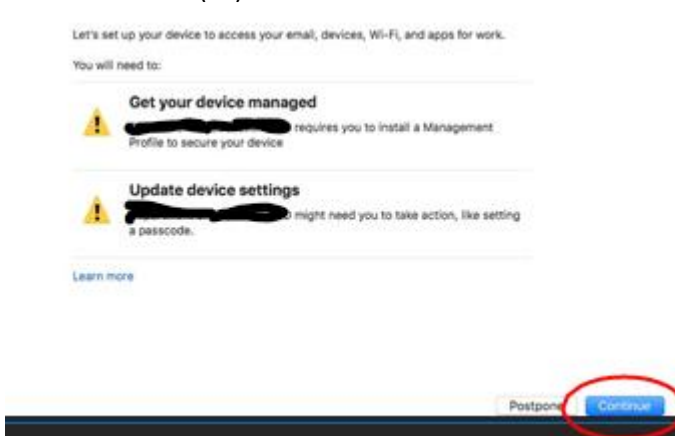 Let's set up your device to access your email, devices, Wi-Fi, and apps for work.
You will need to:
Get your device managed
requires you to install a Management
Profile to secure your device
Update device settings
might need you to take action, like setting
a passcode.
Learn more
Postpone
Continue